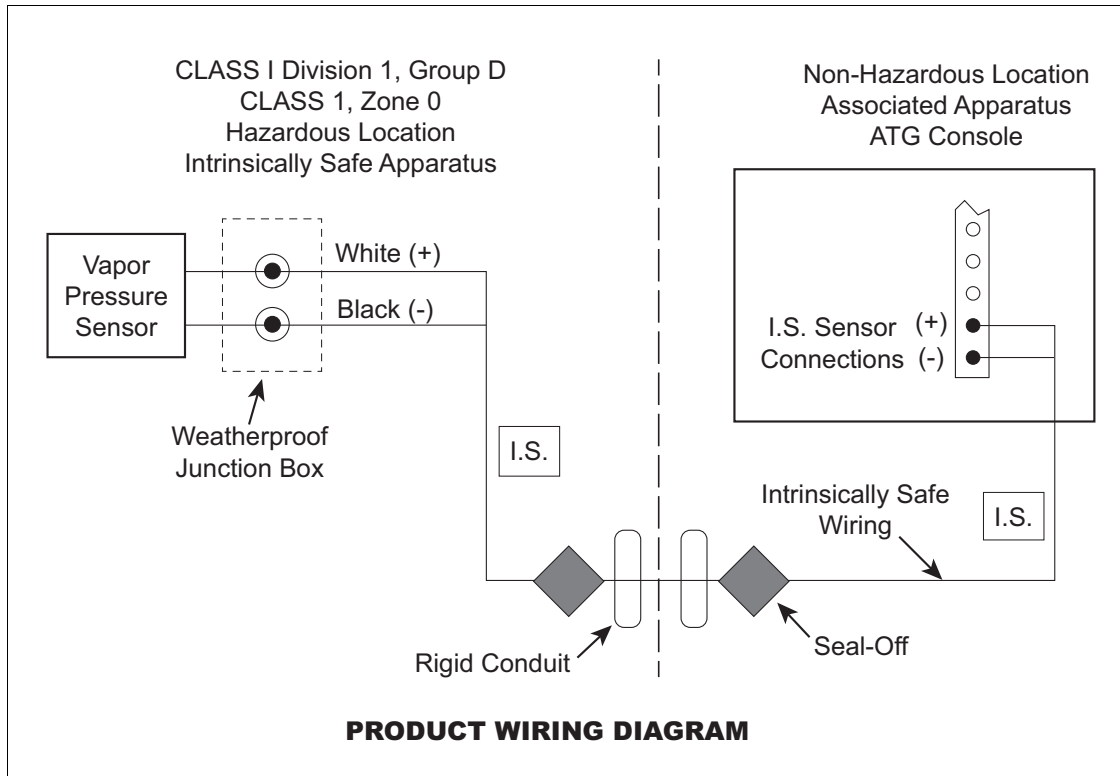 CLASS I Division 1, Group D
CLASS 1, Zone 0
Hazardous Location
Intrinsically Safe Apparatus
Non-Hazardous Location
Associated Apparatus
ATG Console
Vapor
Pressure
Sensor
White (+)
Black (-)
Weatherproof
Junction Box
I.S.
I.S. Sensor (+)
Connections (-)
Intrinsically Safe
Wiring
I.S.
Rigid Conduit
Seal-Off
PRODUCT WIRING DIAGRAM